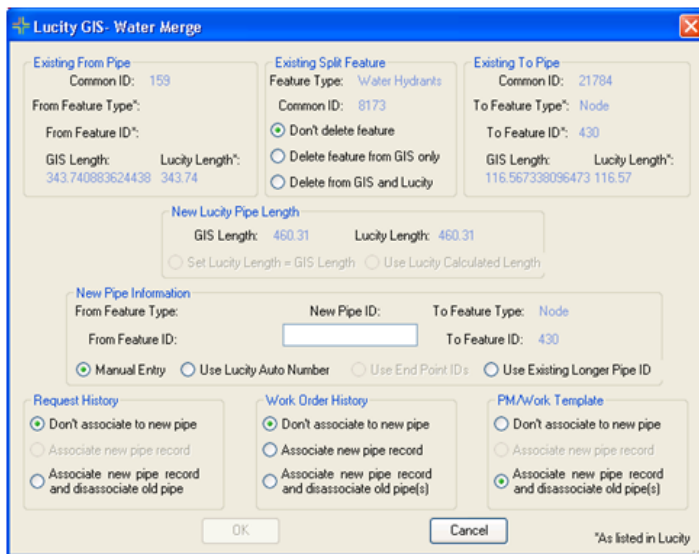 Lucity GIS- Water Merge
Existing From Pipe
Common ID: 159
From Feature Type*:
From Feature ID*:
GIS Length: Lucity Length*:
343.740883624438 343.74
Existing Split Feature
Feature Type: Water Hydrants
Common ID: 8173
Don't delete feature
Delete feature from GIS only
Delete from GIS and Lucity
Existing To Pipe
Common ID: 21784
To Feature Type*: Node
To Feature ID*: 430
GIS Length: Lucity Length*:
116.567338096473 116.57
New Lucity Pipe Length
GIS Length: 460.31 Lucity Length: 460.31
Set Lucity Length = GIS Length Use Lucity Calculated Length
New Pipe Information
From Feature Type: New Pipe ID: To Feature Type: Node
From Feature ID: To Feature ID: 430
Manual Entry Use Lucity Auto Number Use End Point IDs Use Existing Longer Pipe ID
Request History
Don't associate to new pipe
Associate new pipe record
Associate new pipe record
and disassociate old pipe
Work Order History
Don't associate to new pipe
Associate new pipe record
Associate new pipe record
and disassociate old pipe(s)
PM/Work Template
Don't associate to new pipe
Associate new pipe record
Associate new pipe record
and disassociate old pipe(s)
OK Cancel *As listed in Lucity